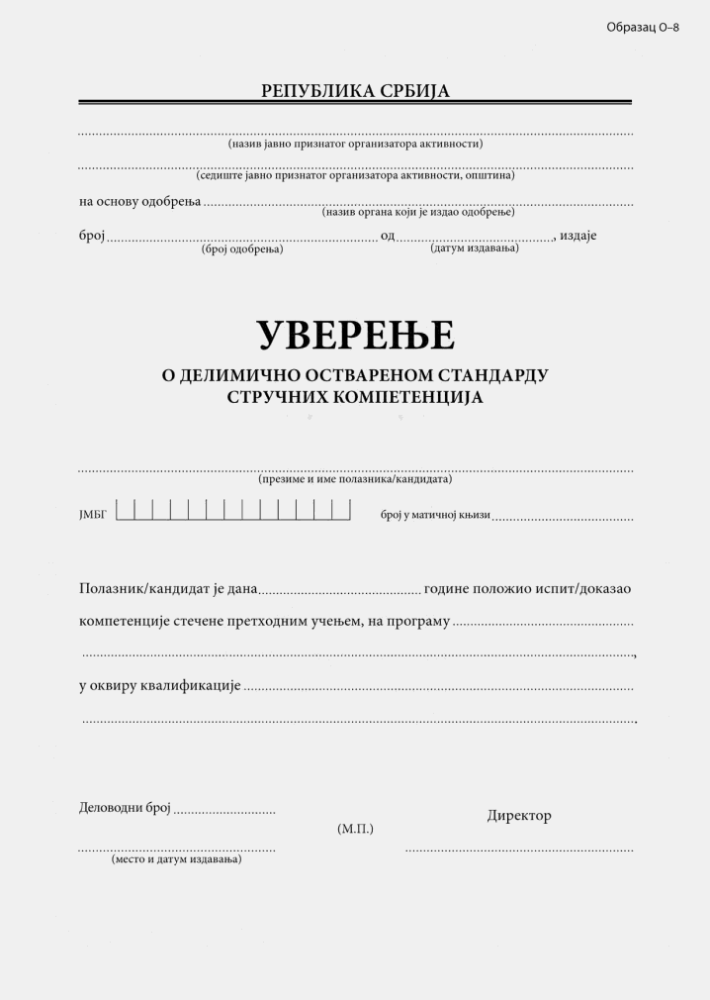 Образац О–8
РЕПУБЛИКА СРБИЈА
(назив јавно признатог организатора активности)
(седиште јавно признатог организатора активности, општина)
на основу одобрења
(назив органа који је издао одобрење)
број од , издаје
(број одобрења) (датум издавања)
УВЕРЕЊЕ
О ДЕЛИМИЧНО ОСТВАРЕНОМ СТАНДАРДУ
СТРУЧНИХ КОМПЕТЕНЦИЈА
(презиме и име полазника/кандидата)
ЈМБГ број у матичној књизи
Полазник/кандидат је дана године положио испит/доказао
компетенције стечене претходним учењем, на програму
,
у оквиру квалификације
.
Деловодни број
Директор
(М.П.)
(место и датум издавања)